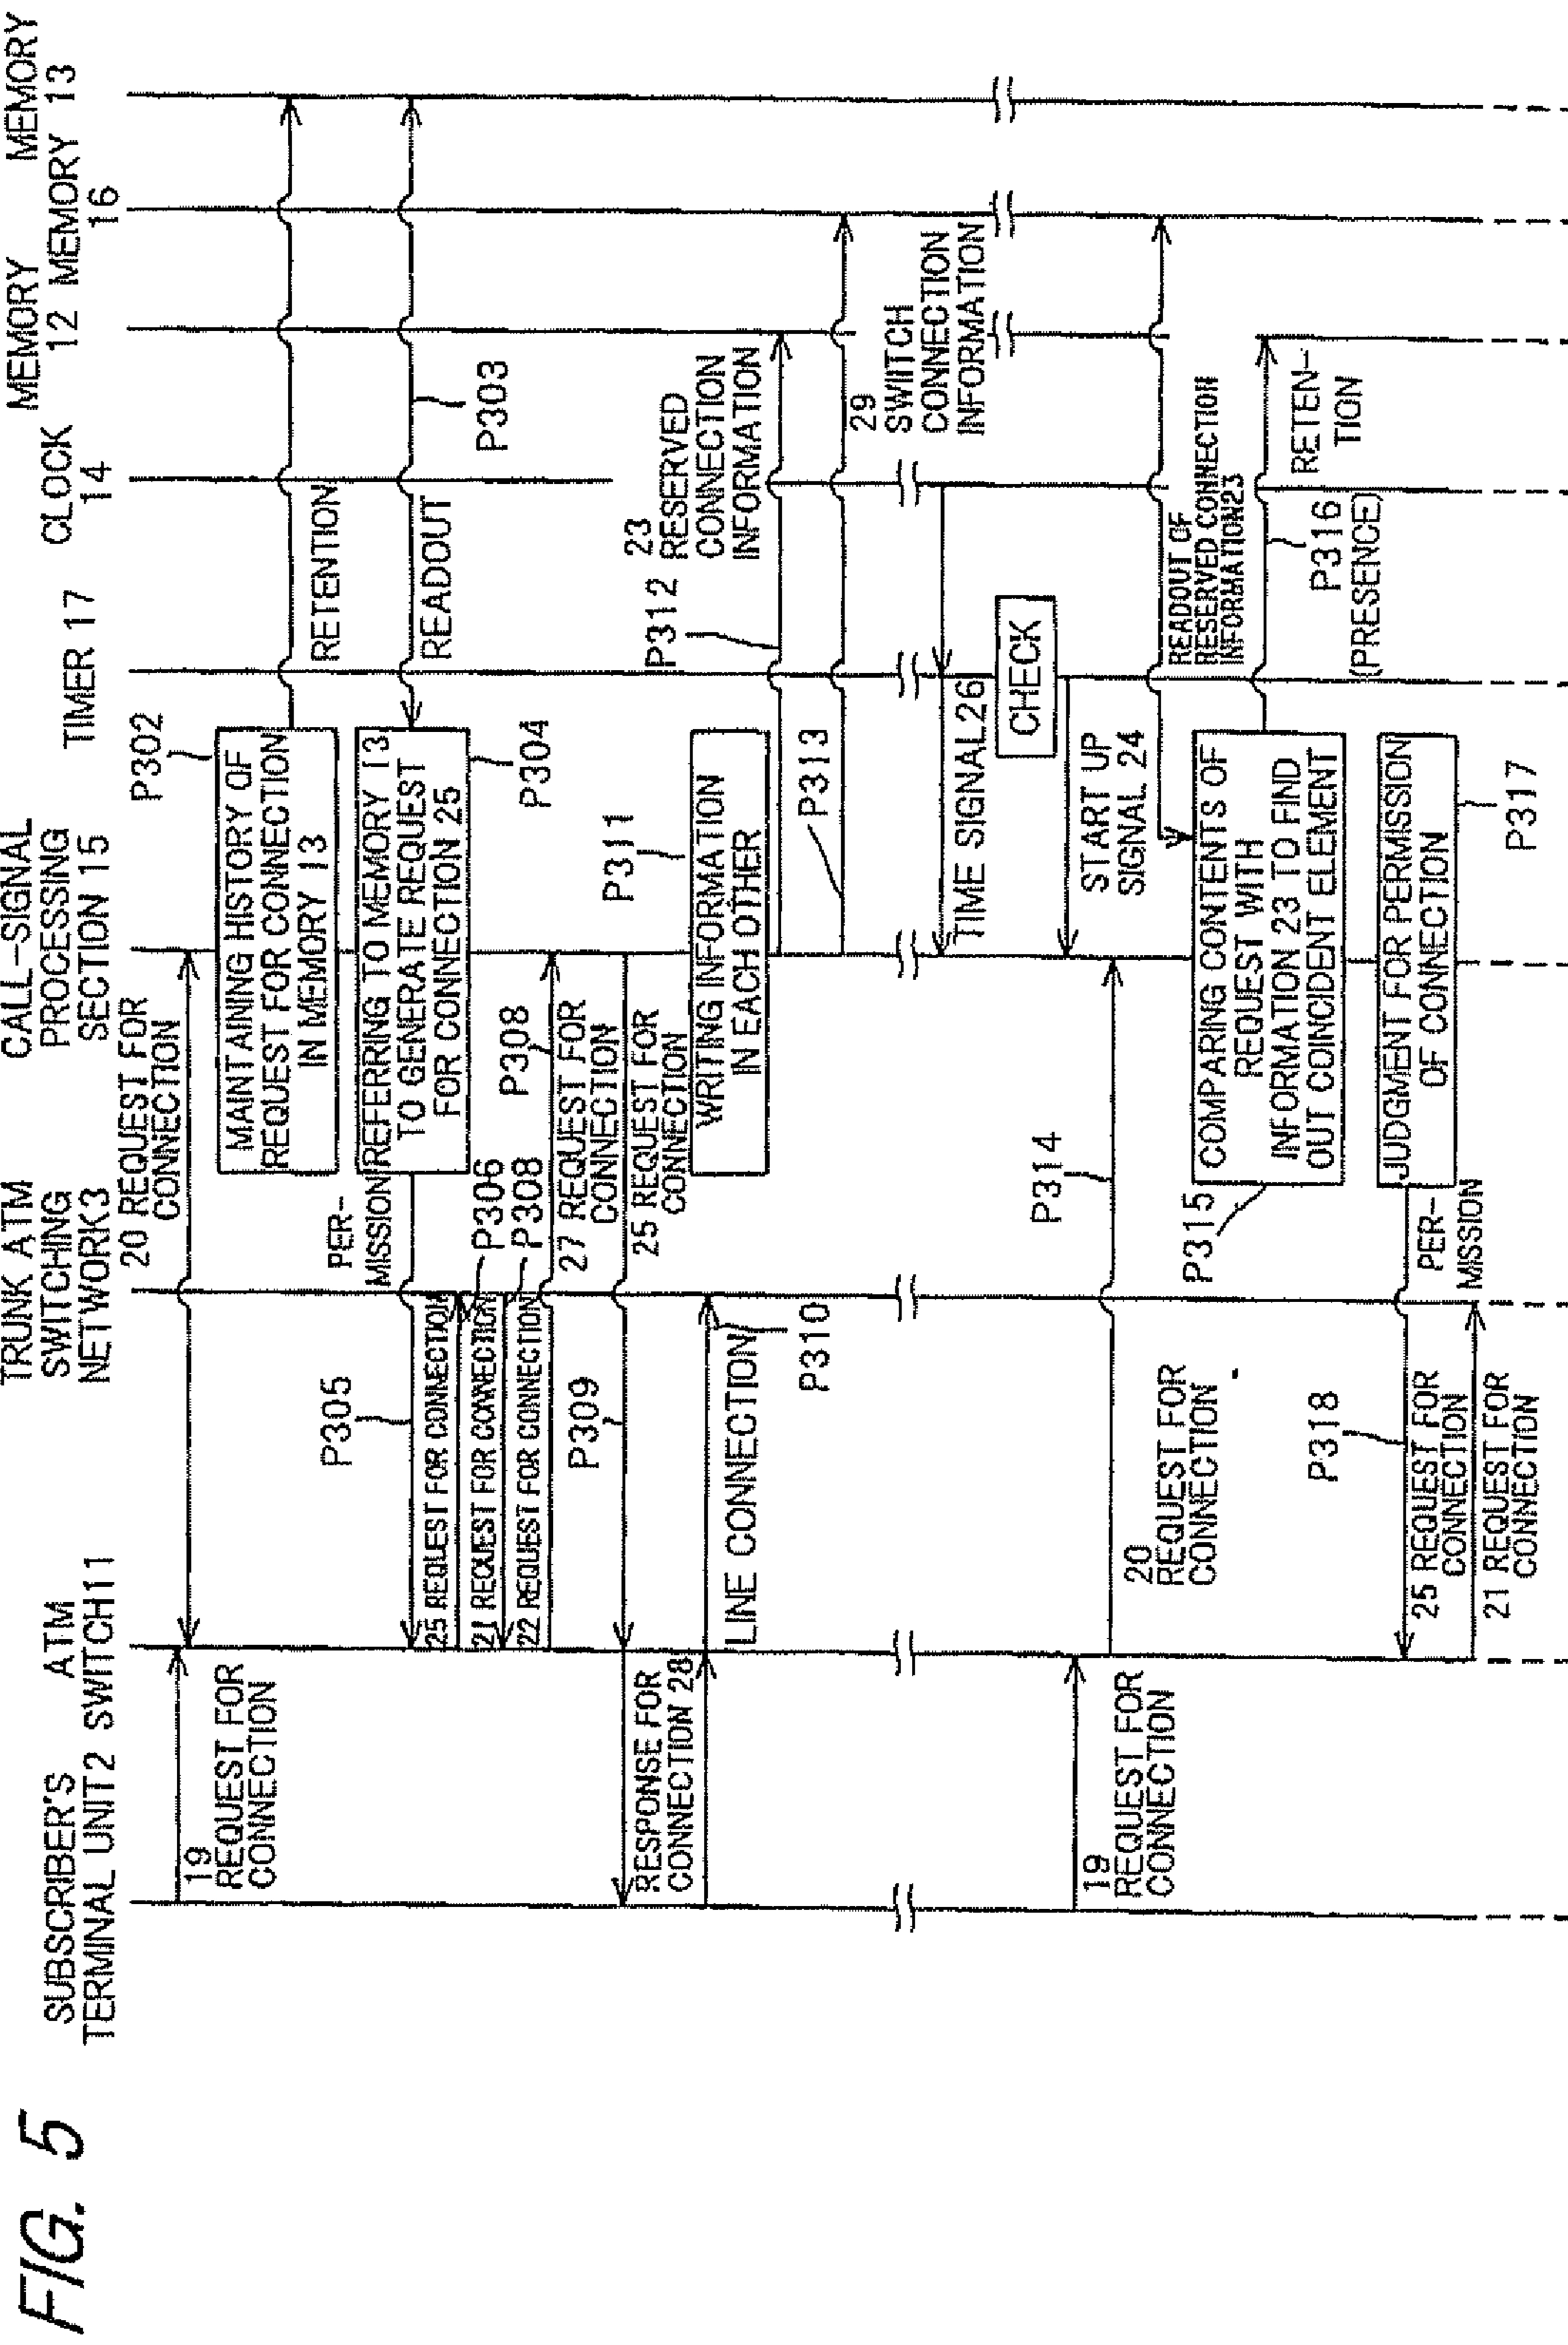 FIG. 5
SUBSCRIBER'S
TERMINAL UNIT2
ATM
SWITCH11
TRUNK ATM
SWITCHING
NETWORK3
CALL-SIGNAL
PROCESSING
SECTION 15
TIMER 17
CLOCK
14
MEMORY
12
MEMORY
16
MEMORY
13
19
REQUEST FOR
CONNECTION
20 REQUEST FOR
CONNECTION
P302
MAINTAINING HISTORY OF
REQUEST FOR CONNECTION
IN MEMORY 13
RETENTION
PER-
MISSION
REFERRING TO MEMORY 13
TO GENERATE REQUEST
FOR CONNECTION 25
READOUT
P303
P304
P305
25 REQUEST FOR CONNECTION
P306
21 REQUEST FOR CONNECTION
P308
22 REQUEST FOR CONNECTION
P308
27 REQUEST FOR
CONNECTION
P309
25 REQUEST FOR
CONNECTION
RESPONSE FOR
CONNECTION 28
LINE CONNECTION
P310
P311
WRITING INFORMATION
IN EACH OTHER
P312
23
RESERVED
CONNECTION
INFORMATION
P313
29
SWIITCH
CONNECTION
INFORMATION
TIME SIGNAL26
CHECK
START UP
SIGNAL 24
19
REQUEST FOR
CONNECTION
P314
20
REQUEST FOR
CONNECTION
READOUT OF
RESERVED CONNECTION
INFORMATION23
P315
COMPARING CONTENTS OF
REQUEST WITH
INFORMATION 23 TO FIND
OUT COINCIDENT ELEMENT
RETEN-
TION
P316
(PRESENCE)
JUDGMENT FOR PERMISSION
OF CONNECTION
P317
PER-
MISSION
P318
25 REQUEST FOR
CONNECTION
21 REQUEST FOR
CONNECTION